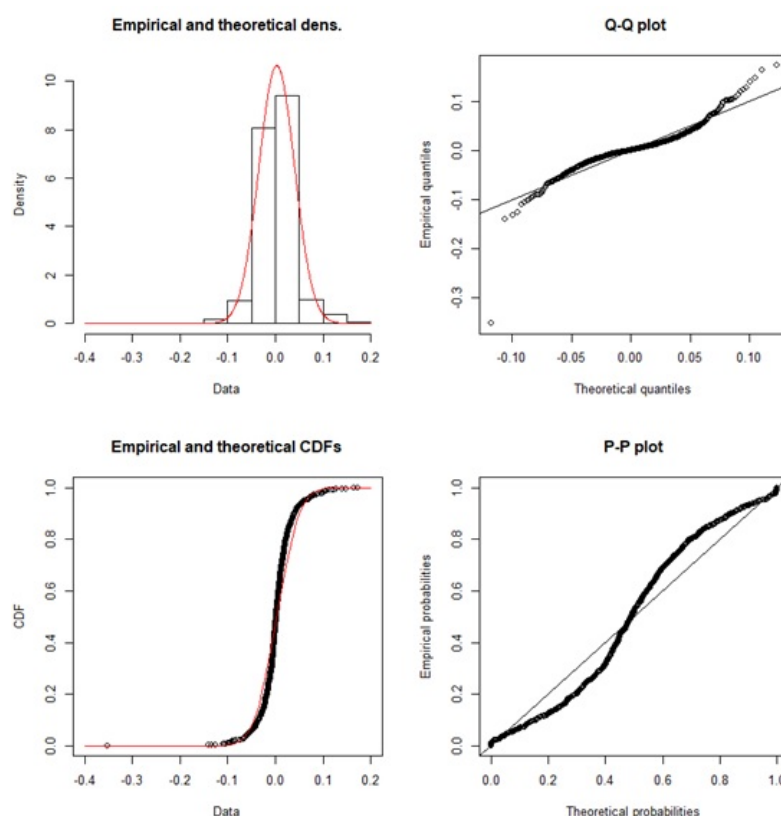 Empirical and theoretical dens.
Density
0 2 4 6 8 10
-0.4 -0.3 -0.2 -0.1 0.0 0.1 0.2
Data
Q-Q plot
Empirical quantiles
-0.3 -0.2 -0.1 0.0 0.1
-0.10 -0.05 0.00 0.05 0.10
Theoretical quantiles
Empirical and theoretical CDFs
CDF
0.0 0.2 0.4 0.6 0.8 1.0
-0.4 -0.3 -0.2 -0.1 0.0 0.1 0.2
Data
P-P plot
Empirical probabilities
0.0 0.2 0.4 0.6 0.8 1.0
0.0 0.2 0.4 0.6 0.8 1.0
Theoretical probabilities